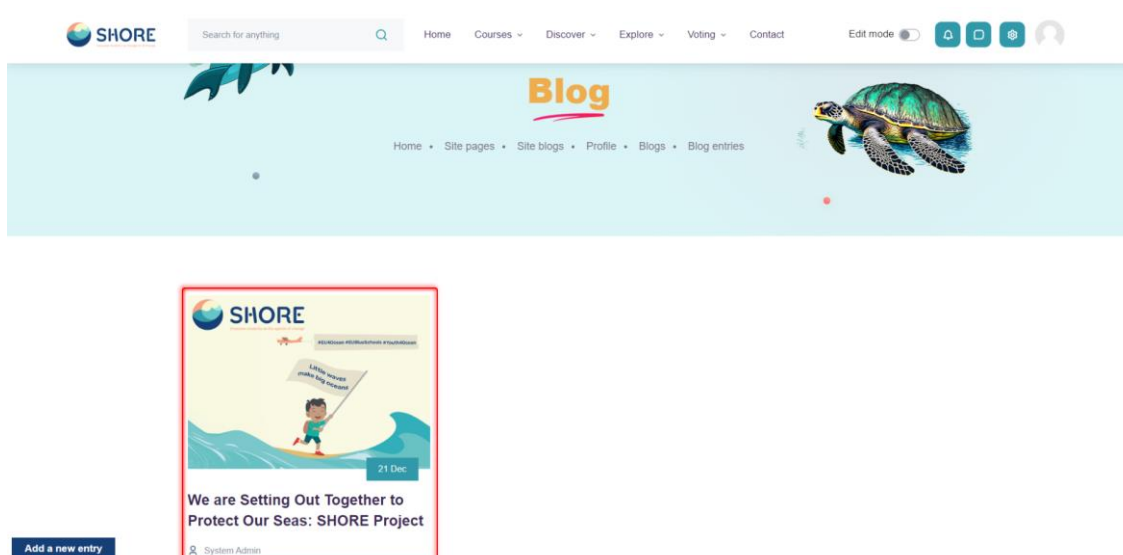 SHORE
Search for anything
Home
Courses
Discover
Explore
Voting
Contact
Edit mode
Blog
Home • Site pages • Site blogs • Profile • Blogs • Blog entries
SHORE
Little waves
make big oceans
21 Dec
We are Setting Out Together to
Protect Our Seas: SHORE Project
System Admin
Add a new entry